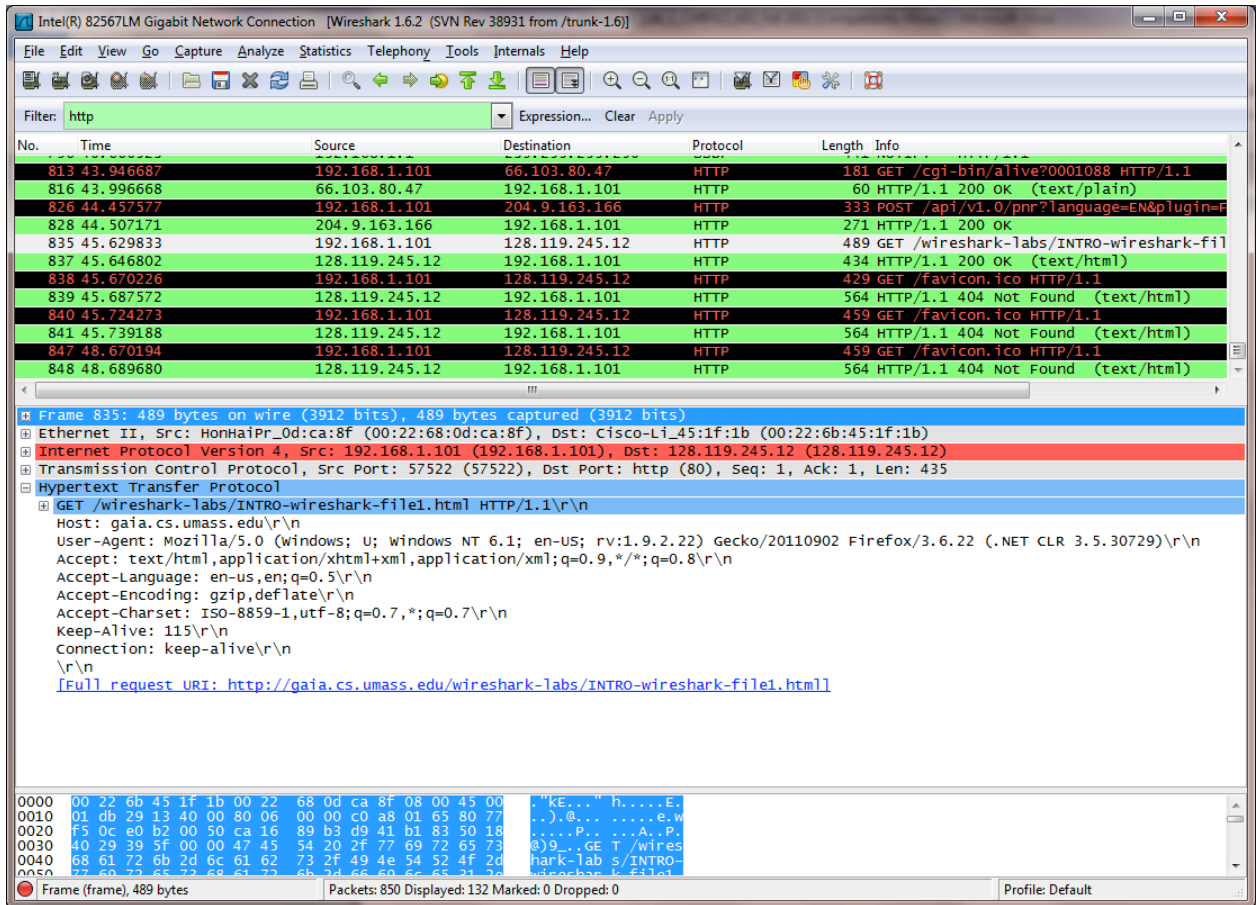 Intel(R) 82567LM Gigabit Network Connection [Wireshark 1.6.2 (SVN Rev 38931 from /trunk-1.6)]
File Edit View Go Capture Analyze Statistics Telephony Tools Internals Help
Filter: http Expression... Clear Apply
No. Time Source Destination Protocol Length Info
813 43.946687 192.168.1.101 66.103.80.47 HTTP 181 GET /cgi-bin/alive?0001088 HTTP/1.1
816 43.996668 66.103.80.47 192.168.1.101 HTTP 60 HTTP/1.1 200 OK (text/plain)
826 44.457577 192.168.1.101 204.9.163.166 HTTP 333 POST /api/v1.0/pnr?language=EN&plugin=F
828 44.507171 204.9.163.166 192.168.1.101 HTTP 271 HTTP/1.1 200 OK
835 45.629833 192.168.1.101 128.119.245.12 HTTP 489 GET /wireshark-labs/INTRO-wireshark-fil
837 45.646802 128.119.245.12 192.168.1.101 HTTP 434 HTTP/1.1 200 OK (text/html)
838 45.670226 192.168.1.101 128.119.245.12 HTTP 429 GET /favicon.ico HTTP/1.1
839 45.687572 128.119.245.12 192.168.1.101 HTTP 564 HTTP/1.1 404 Not Found (text/html)
840 45.724273 192.168.1.101 128.119.245.12 HTTP 459 GET /favicon.ico HTTP/1.1
841 45.739188 128.119.245.12 192.168.1.101 HTTP 564 HTTP/1.1 404 Not Found (text/html)
847 48.670194 192.168.1.101 128.119.245.12 HTTP 459 GET /favicon.ico HTTP/1.1
848 48.689680 128.119.245.12 192.168.1.101 HTTP 564 HTTP/1.1 404 Not Found (text/html)
Frame 835: 489 bytes on wire (3912 bits), 489 bytes captured (3912 bits)
Ethernet II, Src: HonHaiPr_0d:ca:8f (00:22:68:0d:ca:8f), Dst: Cisco-Li_45:1f:1b (00:22:6b:45:1f:1b)
Internet Protocol Version 4, Src: 192.168.1.101 (192.168.1.101), Dst: 128.119.245.12 (128.119.245.12)
Transmission Control Protocol, Src Port: 57522 (57522), Dst Port: http (80), Seq: 1, Ack: 1, Len: 435
Hypertext Transfer Protocol
GET /wireshark-labs/INTRO-wireshark-file1.html HTTP/1.1\r\n
Host: gaia.cs.umass.edu\r\n
User-Agent: Mozilla/5.0 (Windows; U; Windows NT 6.1; en-US; rv:1.9.2.22) Gecko/20110902 Firefox/3.6.22 (.NET CLR 3.5.30729)\r\n
Accept: text/html,application/xhtml+xml,application/xml;q=0.9,*/*;q=0.8\r\n
Accept-Language: en-us,en;q=0.5\r\n
Accept-Encoding: gzip,deflate\r\n
Accept-Charset: ISO-8859-1,utf-8;q=0.7,*;q=0.7\r\n
Keep-Alive: 115\r\n
Connection: keep-alive\r\n
\r\n
[Full request URI: http://gaia.cs.umass.edu/wireshark-labs/INTRO-wireshark-file1.html]
0000 00 22 6b 45 1f 1b 00 22 68 0d ca 8f 08 00 45 00 ."kE..." h.....E.
0010 01 db 29 13 40 00 80 06 00 00 c0 a8 01 65 80 77 ..).@... .....e.w
0020 f5 0c e0 b2 00 50 ca 16 89 b3 d9 41 b1 83 50 18 .....P.. ...A..P.
0030 40 29 39 5f 00 00 47 45 54 20 2f 77 69 72 65 73 @)9_..GE T /wires
0040 68 61 72 6b 2d 6c 61 62 73 2f 49 4e 54 52 4f 2d hark-lab s/INTRO-
0050 77 69 72 65 73 68 61 72 6b 2d 66 69 6c 65 31 2e wireshar k-file1.
Frame (frame), 489 bytes Packets: 850 Displayed: 132 Marked: 0 Dropped: 0 Profile: Default